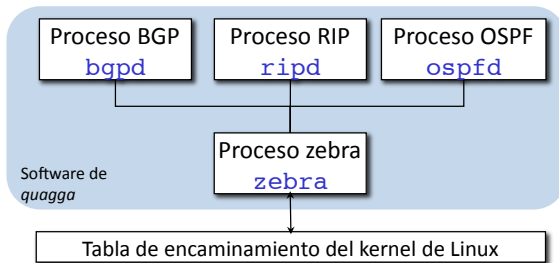 Proceso BGP
bgpd
Proceso RIP
ripd
Proceso OSPF
ospfd
Proceso zebra
zebra
Software de
quagga
Tabla de encaminamiento del kernel de Linux